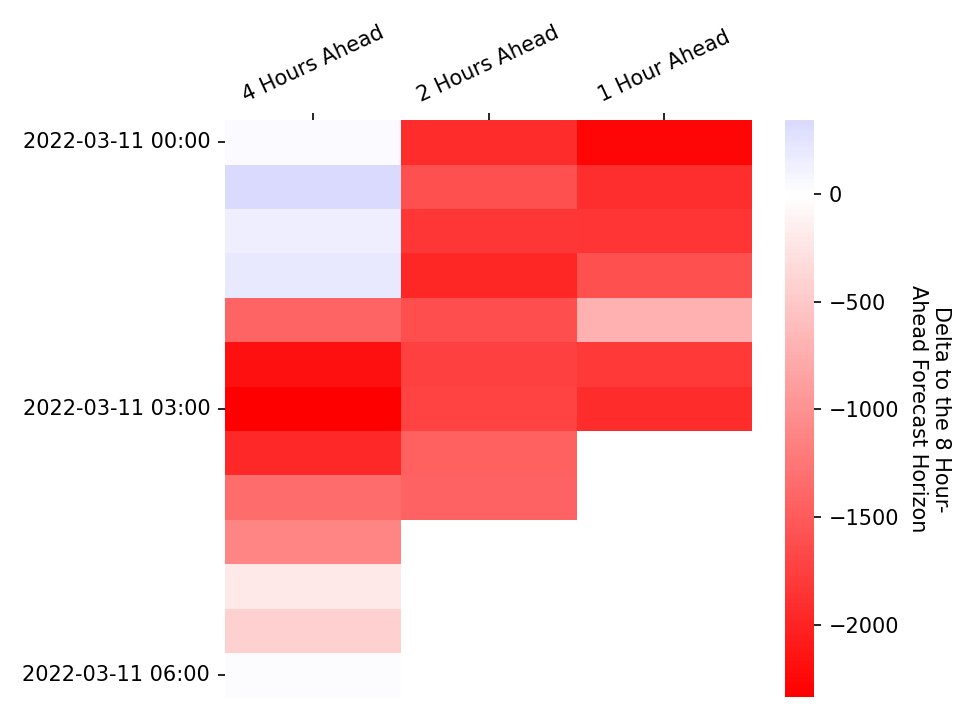 4 Hours Ahead
2 Hours Ahead
1 Hour Ahead
2022-03-11 00:00
2022-03-11 03:00
2022-03-11 06:00
0
−500
−1000
−1500
−2000
Delta to the 8 Hour-
Ahead Forecast Horizon